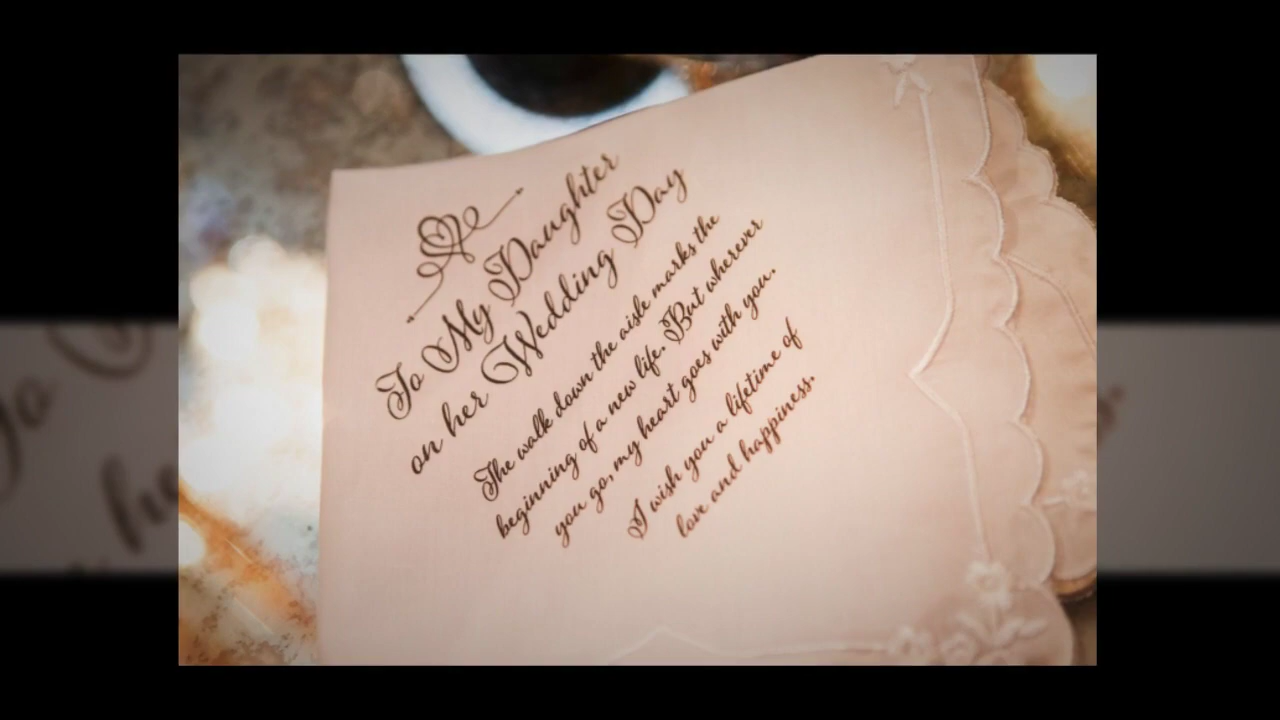 To My Daughter
on her Wedding Day
The walk down the aisle marks the
beginning of a new life. But wherever
you go, my heart goes with you.
I wish you a lifetime of
love and happiness.